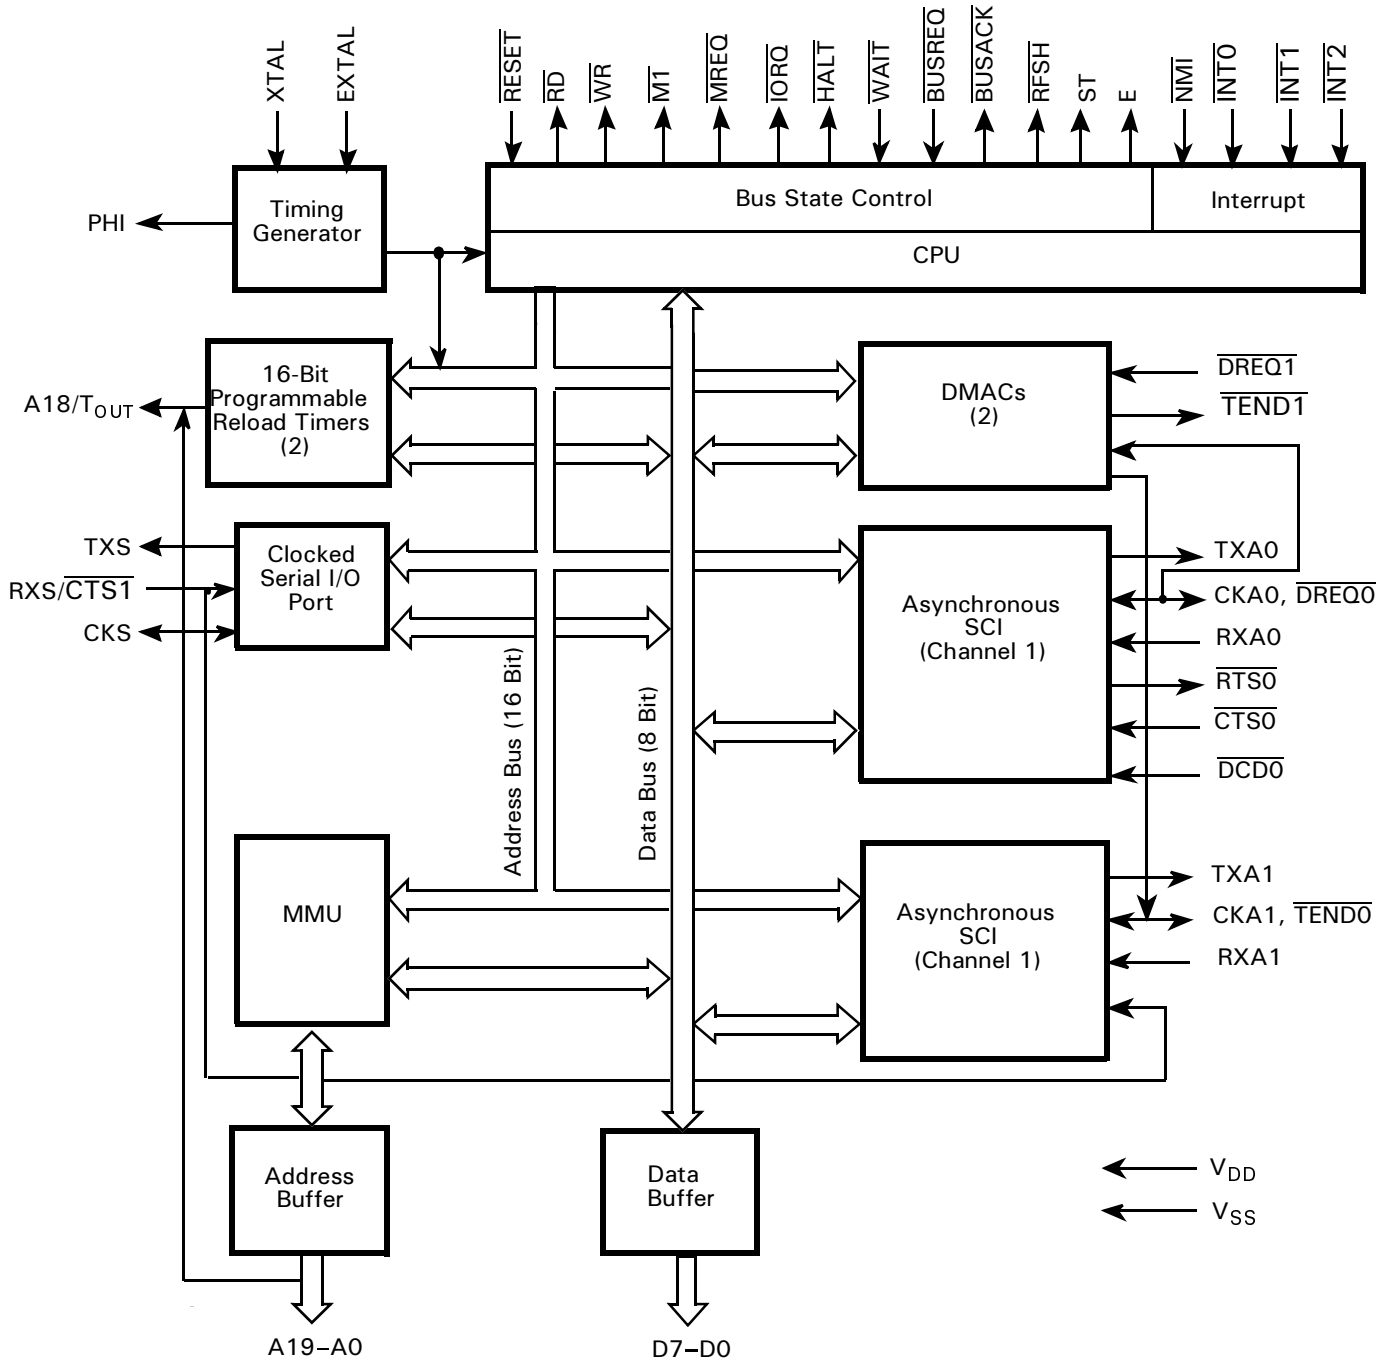 XTAL
EXTAL
RESET
RD
WR
M1
MREQ
IORQ
HALT
WAIT
BUSREQ
BUSACK
RFSH
ST
E
NMI
INT0
INT1
INT2
PHI
Timing
Generator
Bus State Control
Interrupt
CPU
A18/TOUT
16-Bit
Programmable
Reload Timers
(2)
DMACs
(2)
DREQ1
TEND1
TXS
RXS/CTS1
CKS
Clocked
Serial I/O
Port
Address Bus (16 Bit)
Data Bus (8 Bit)
Asynchronous
SCI
(Channel 1)
TXA0
CKA0, DREQ0
RXA0
RTS0
CTS0
DCD0
MMU
Asynchronous
SCI
(Channel 1)
TXA1
CKA1, TEND0
RXA1
Address
Buffer
Data
Buffer
VDD
VSS
A19–A0
D7–D0